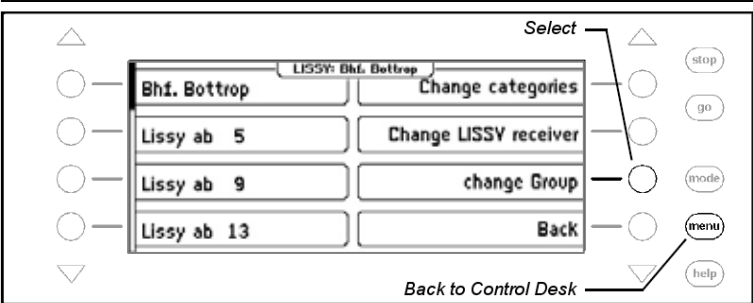 Select
LISSY: Bhf. Bottrop
Bhf. Bottrop
Change categories
Lissy ab 5
Change LISSY receiver
Lissy ab 9
change Group
Lissy ab 13
Back
stop
go
mode
menu
help
Back to Control Desk